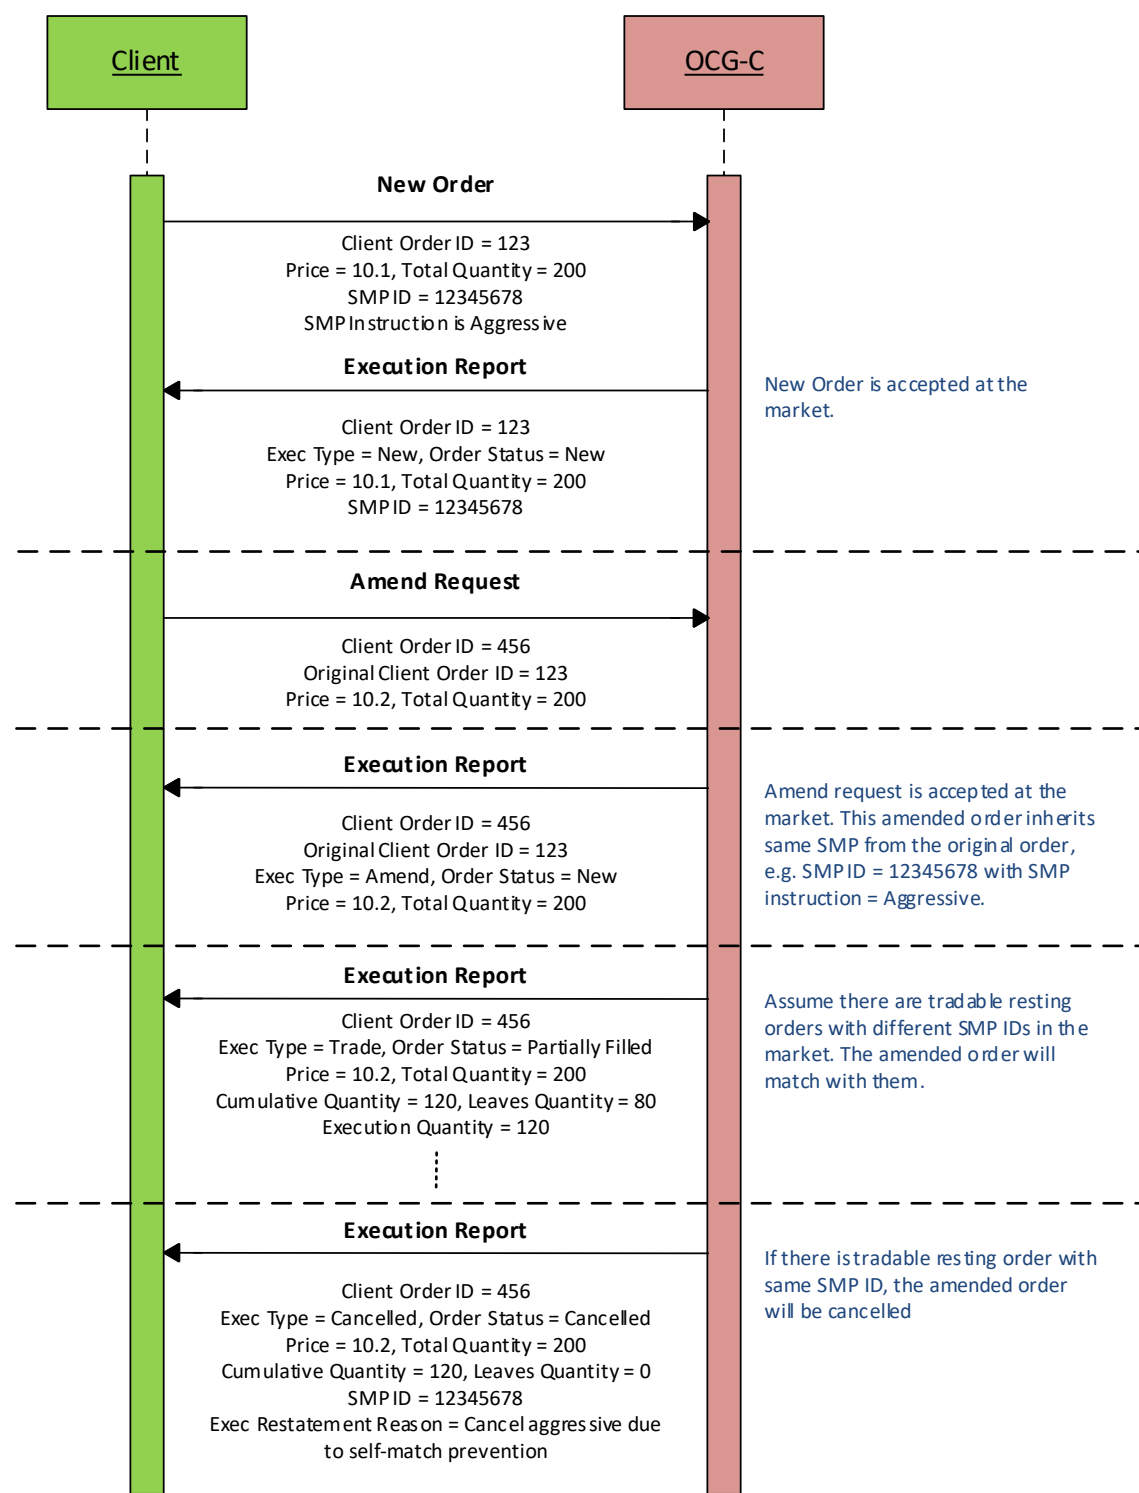 Client
OCG-C
New Order
Client Order ID = 123
Price = 10.1, Total Quantity = 200
SMP ID = 12345678
SMP Instruction is Aggressive
Execution Report
New Order is accepted at the
market.
Client Order ID = 123
Exec Type = New, Order Status = New
Price = 10.1, Total Quantity = 200
SMP ID = 12345678
Amend Request
Client Order ID = 456
Original Client Order ID = 123
Price = 10.2, Total Quantity = 200
Execution Report
Client Order ID = 456
Original Client Order ID = 123
Exec Type = Amend, Order Status = New
Price = 10.2, Total Quantity = 200
Amend request is accepted at the
market. This amended order inherits
same SMP from the original order,
e.g. SMP ID = 12345678 with SMP
instruction = Aggressive.
Execution Report
Client Order ID = 456
Exec Type = Trade, Order Status = Partially Filled
Price = 10.2, Total Quantity = 200
Cumulative Quantity = 120, Leaves Quantity = 80
Execution Quantity = 120
Assume there are tradable resting
orders with different SMP IDs in the
market. The amended order will
match with them.
Execution Report
Client Order ID = 456
Exec Type = Cancelled, Order Status = Cancelled
Price = 10.2, Total Quantity = 200
Cumulative Quantity = 120, Leaves Quantity = 0
SMP ID = 12345678
Exec Restatement Reason = Cancel aggressive due
to self-match prevention
If there is tradable resting order with
same SMP ID, the amended order
will be cancelled